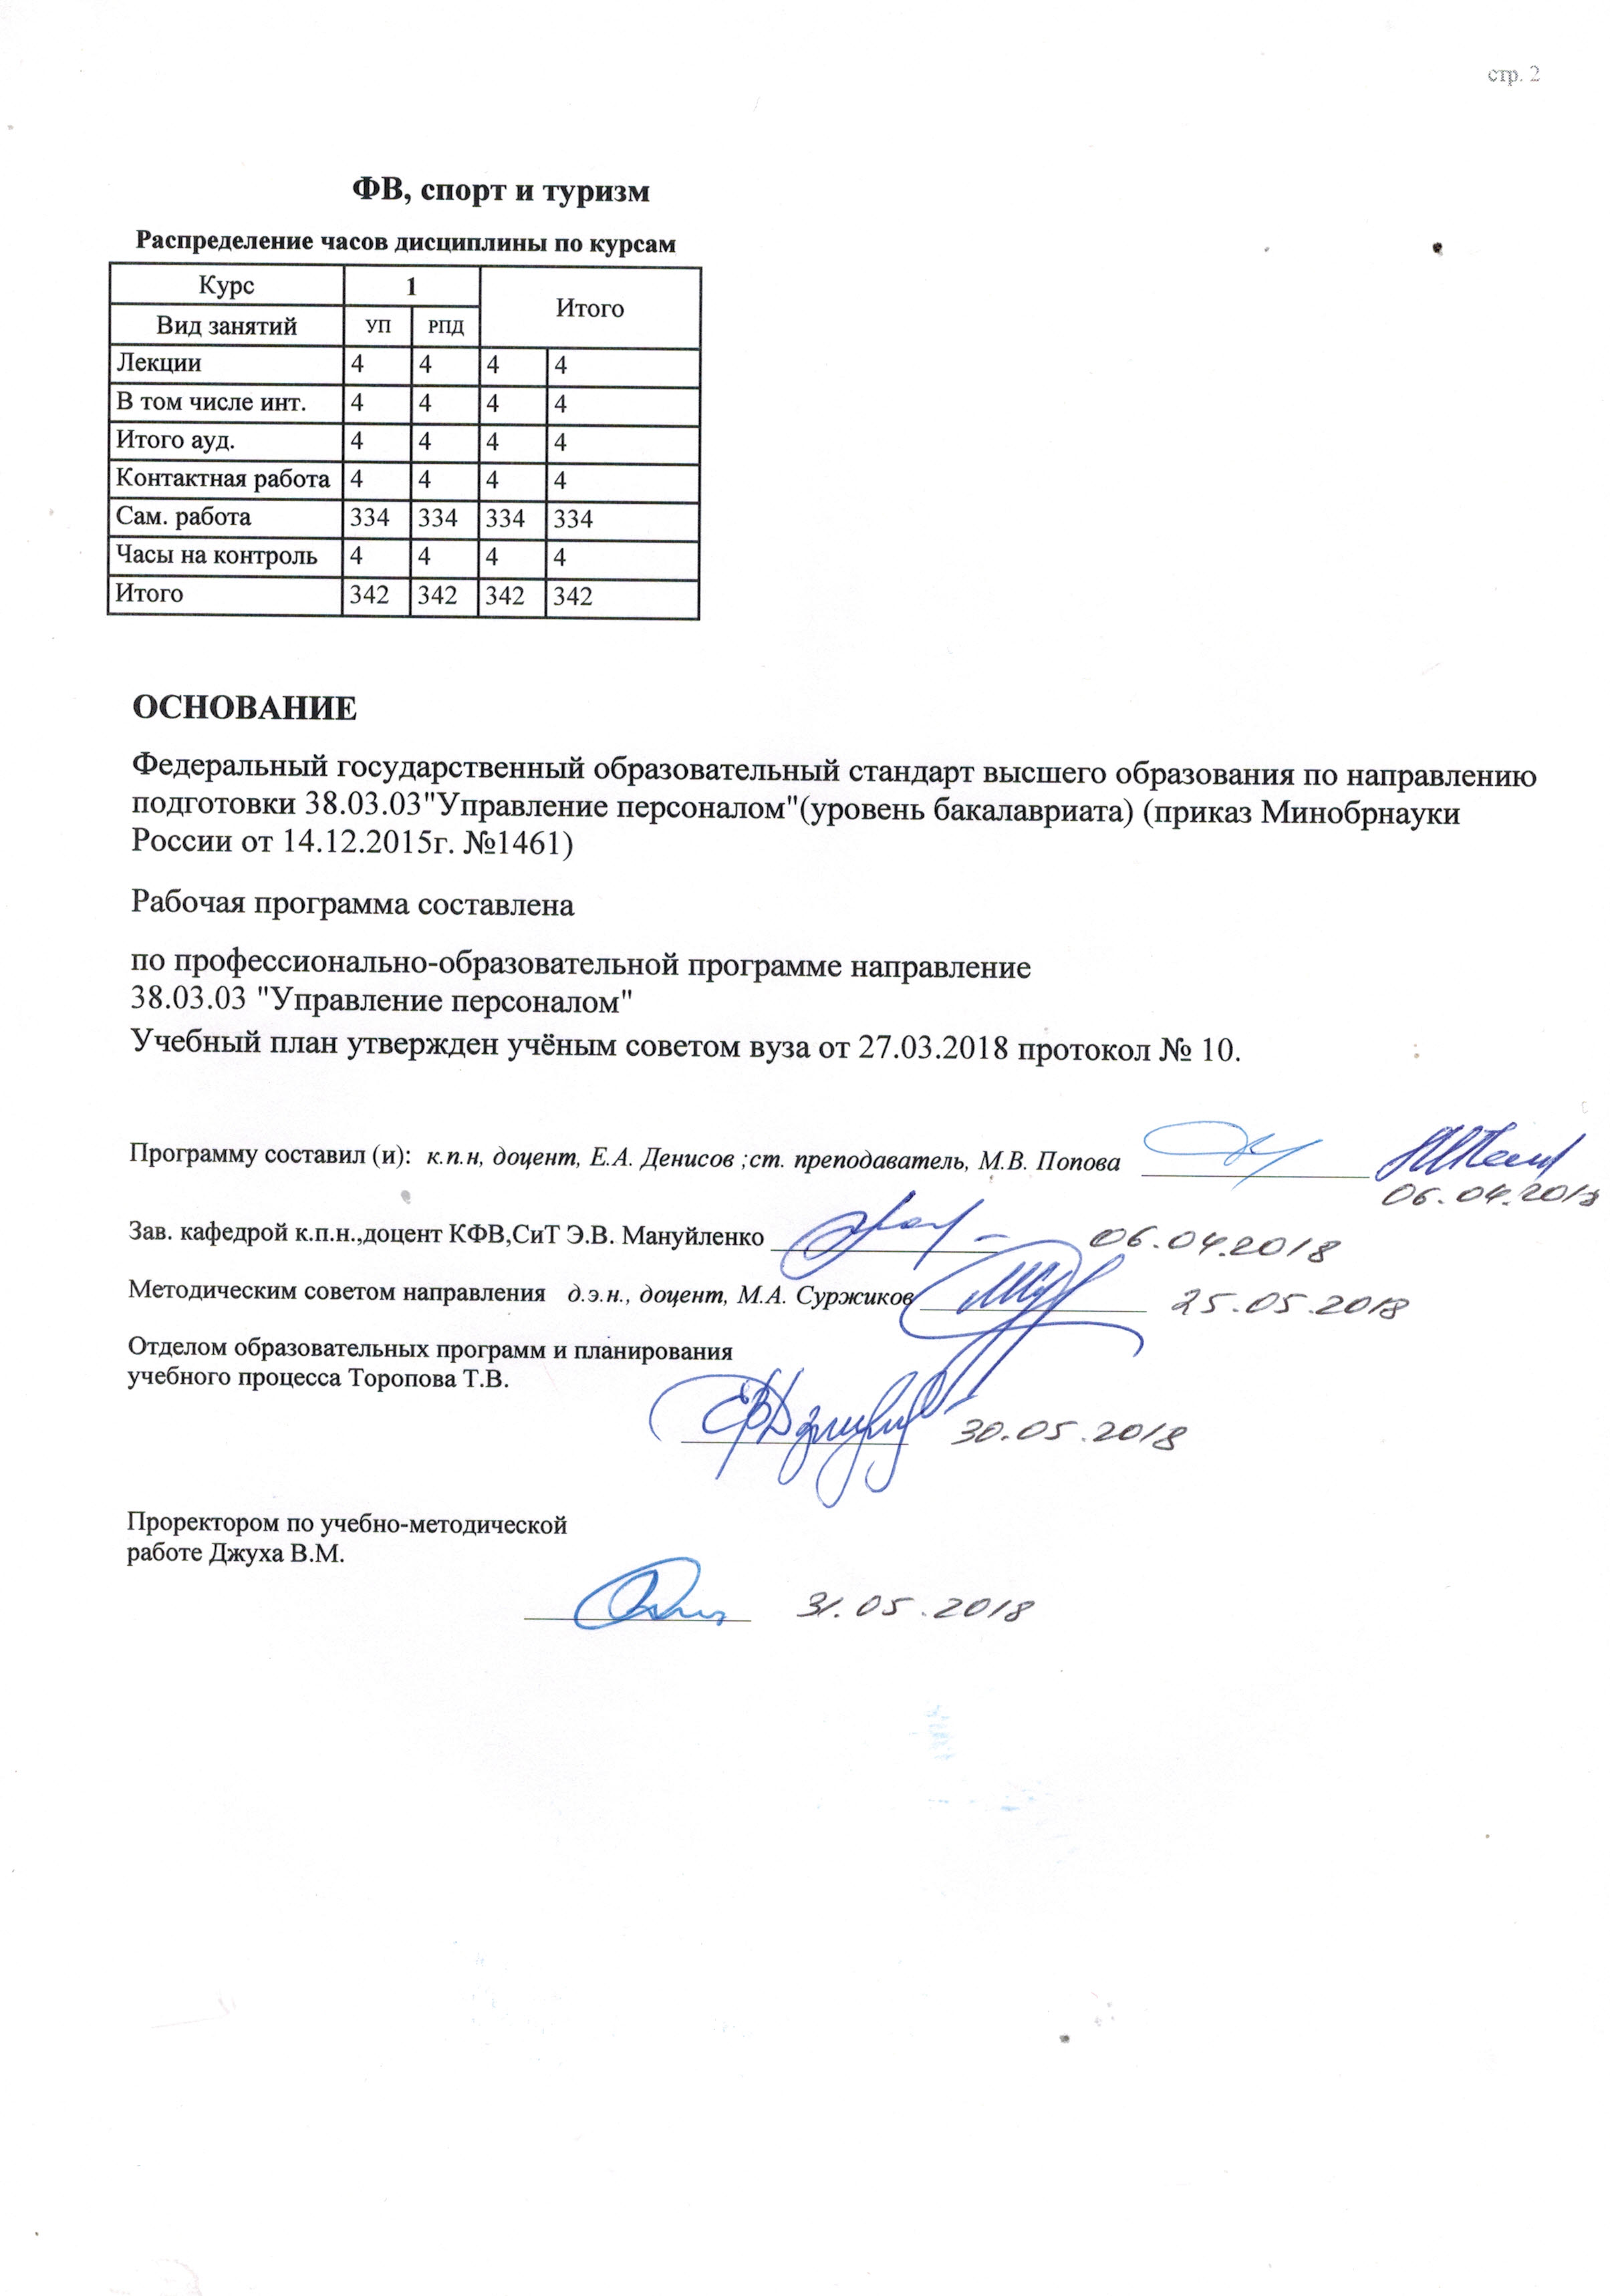 стр. 2
ФВ, спорт и туризм
Распределение часов дисциплины по курсам
Курс 1 Итого
Вид занятий УП РПД
Лекции 4 4 4 4
В том числе инт. 4 4 4 4
Итого ауд. 4 4 4 4
Контактная работа 4 4 4 4
Сам. работа 334 334 334 334
Часы на контроль 4 4 4 4
Итого 342 342 342 342
ОСНОВАНИЕ
Федеральный государственный образовательный стандарт высшего образования по направлению
подготовки 38.03.03"Управление персоналом"(уровень бакалавриата) (приказ Минобрнауки
России от 14.12.2015г. №1461)
Рабочая программа составлена
по профессионально-образовательной программе направление
38.03.03 "Управление персоналом"
Учебный план утвержден учёным советом вуза от 27.03.2018 протокол № 10.
Программу составил (и): к.п.н, доцент, Е.А. Денисов ;ст. преподаватель, М.В. Попова
06.04.2018
Зав. кафедрой к.п.н.,доцент КФВ,СиТ Э.В. Мануйленко 06.04.2018
Методическим советом направления д.э.н., доцент, М.А. Суржиков 25.05.2018
Отделом образовательных программ и планирования
учебного процесса Торопова Т.В.
30.05.2018
Проректором по учебно-методической
работе Джуха В.М.
31.05.2018